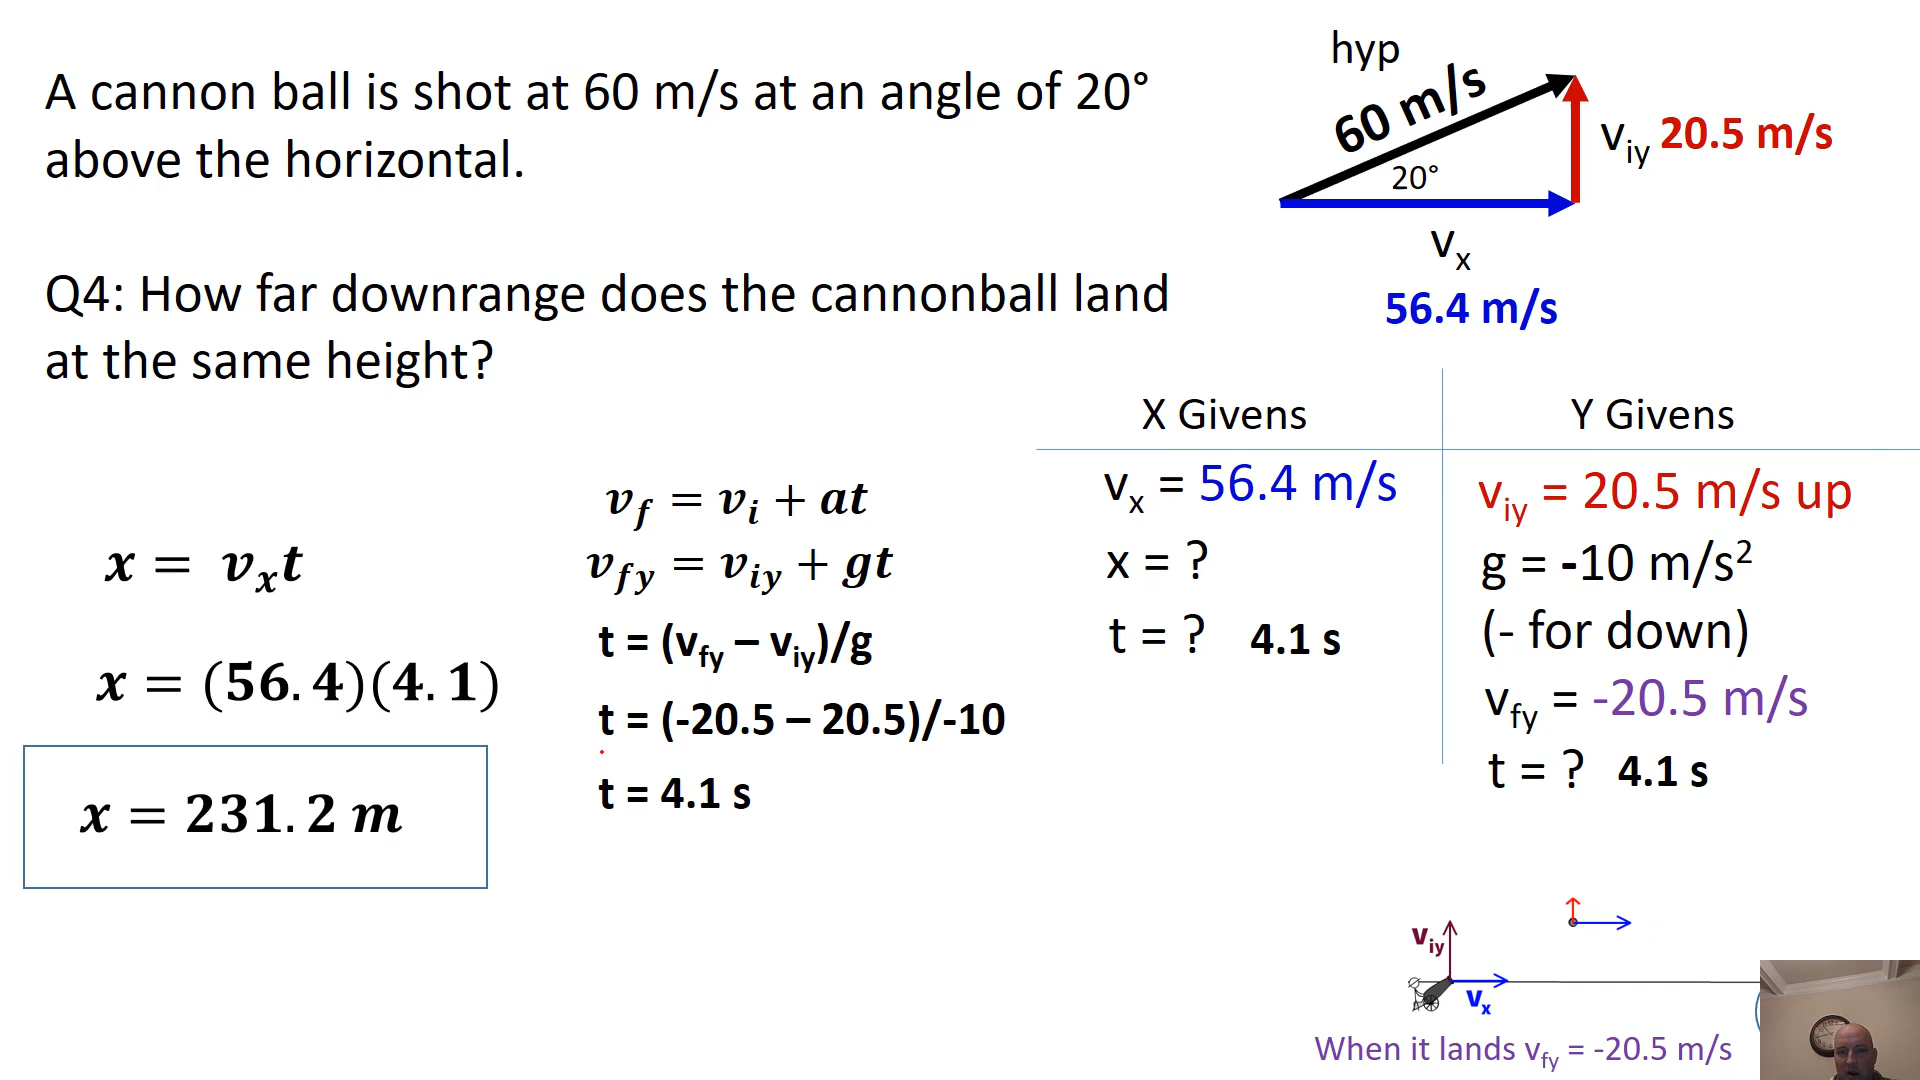 A cannon ball is shot at 60 m/s at an angle of 20°
above the horizontal.
Q4: How far downrange does the cannonball land
at the same height?
hyp
60 m/s
20°
v_iy 20.5 m/s
v_x
56.4 m/s
x = v_x t
x = (56.4)(4.1)
x = 231.2 m
v_f = v_i + at
v_fy = v_iy + gt
t = (v_fy – v_iy)/g
t = (-20.5 – 20.5)/-10
t = 4.1 s
X Givens
v_x = 56.4 m/s
x = ?
t = ? 4.1 s
Y Givens
v_iy = 20.5 m/s up
g = -10 m/s²
(- for down)
v_fy = -20.5 m/s
t = ? 4.1 s
v_iy
v_x
When it lands v_fy = -20.5 m/s